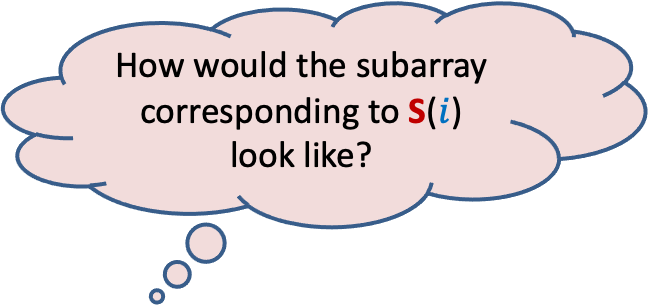 How would the subarray
corresponding to S(i)
look like?